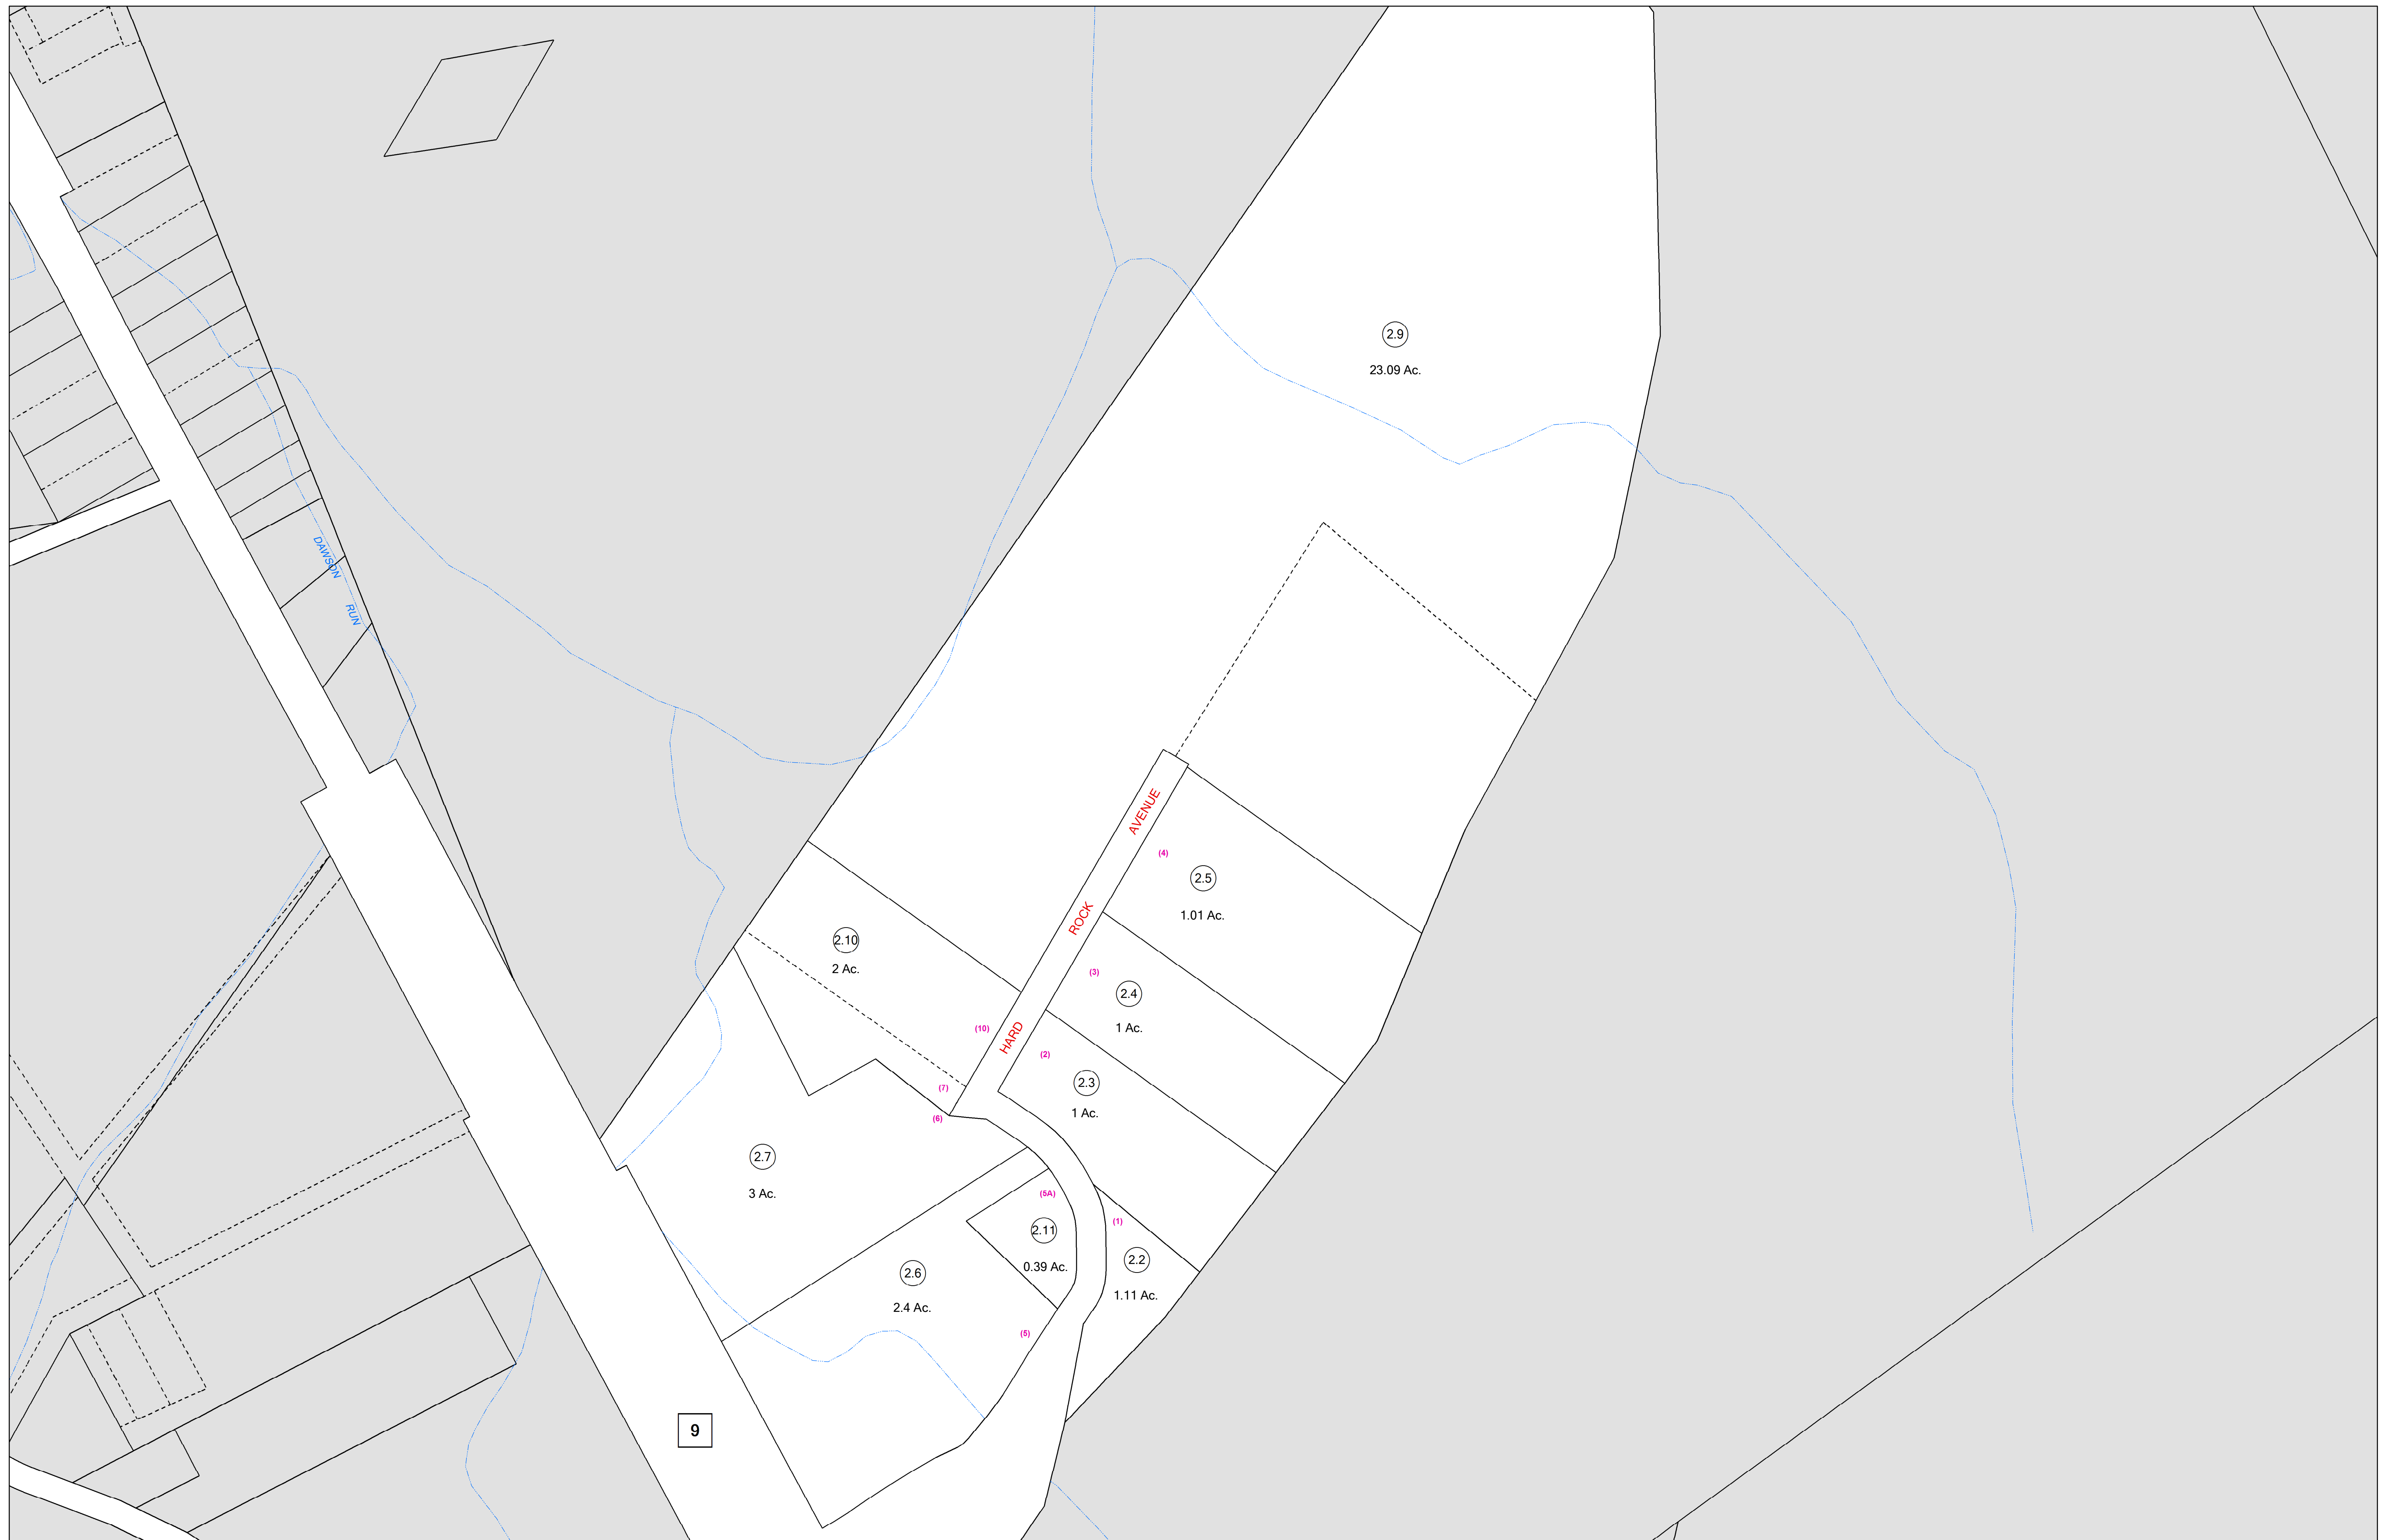 2.9
23.09 Ac.
DAWSON
RUN
AVENUE
(4)
2.5
1.01 Ac.
ROCK
2.10
2 Ac.
(3)
2.4
1 Ac.
(10)
HARD
(2)
2.3
1 Ac.
(7)
(6)
2.7
3 Ac.
(5A)
2.11
0.39 Ac.
(1)
2.2
1.11 Ac.
2.6
2.4 Ac.
(5)
9